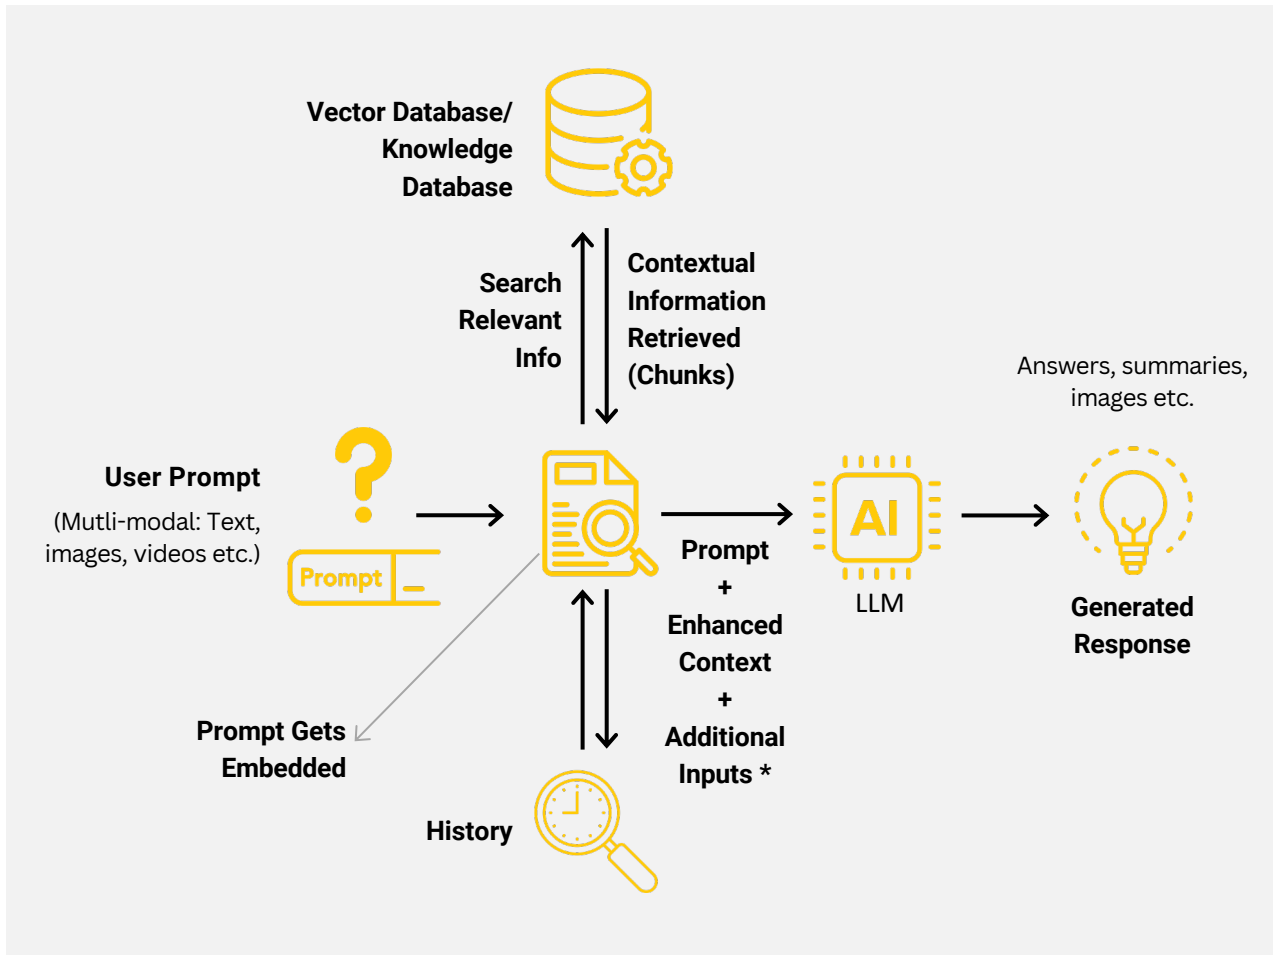 Vector Database/
Knowledge
Database
Search
Relevant
Info
Contextual
Information
Retrieved
(Chunks)
Answers, summaries,
images etc.
User Prompt
(Mutli-modal: Text,
images, videos etc.)
Prompt
AI
LLM
Prompt
+
Enhanced
Context
+
Additional
Inputs *
Generated
Response
Prompt Gets
Embedded
History